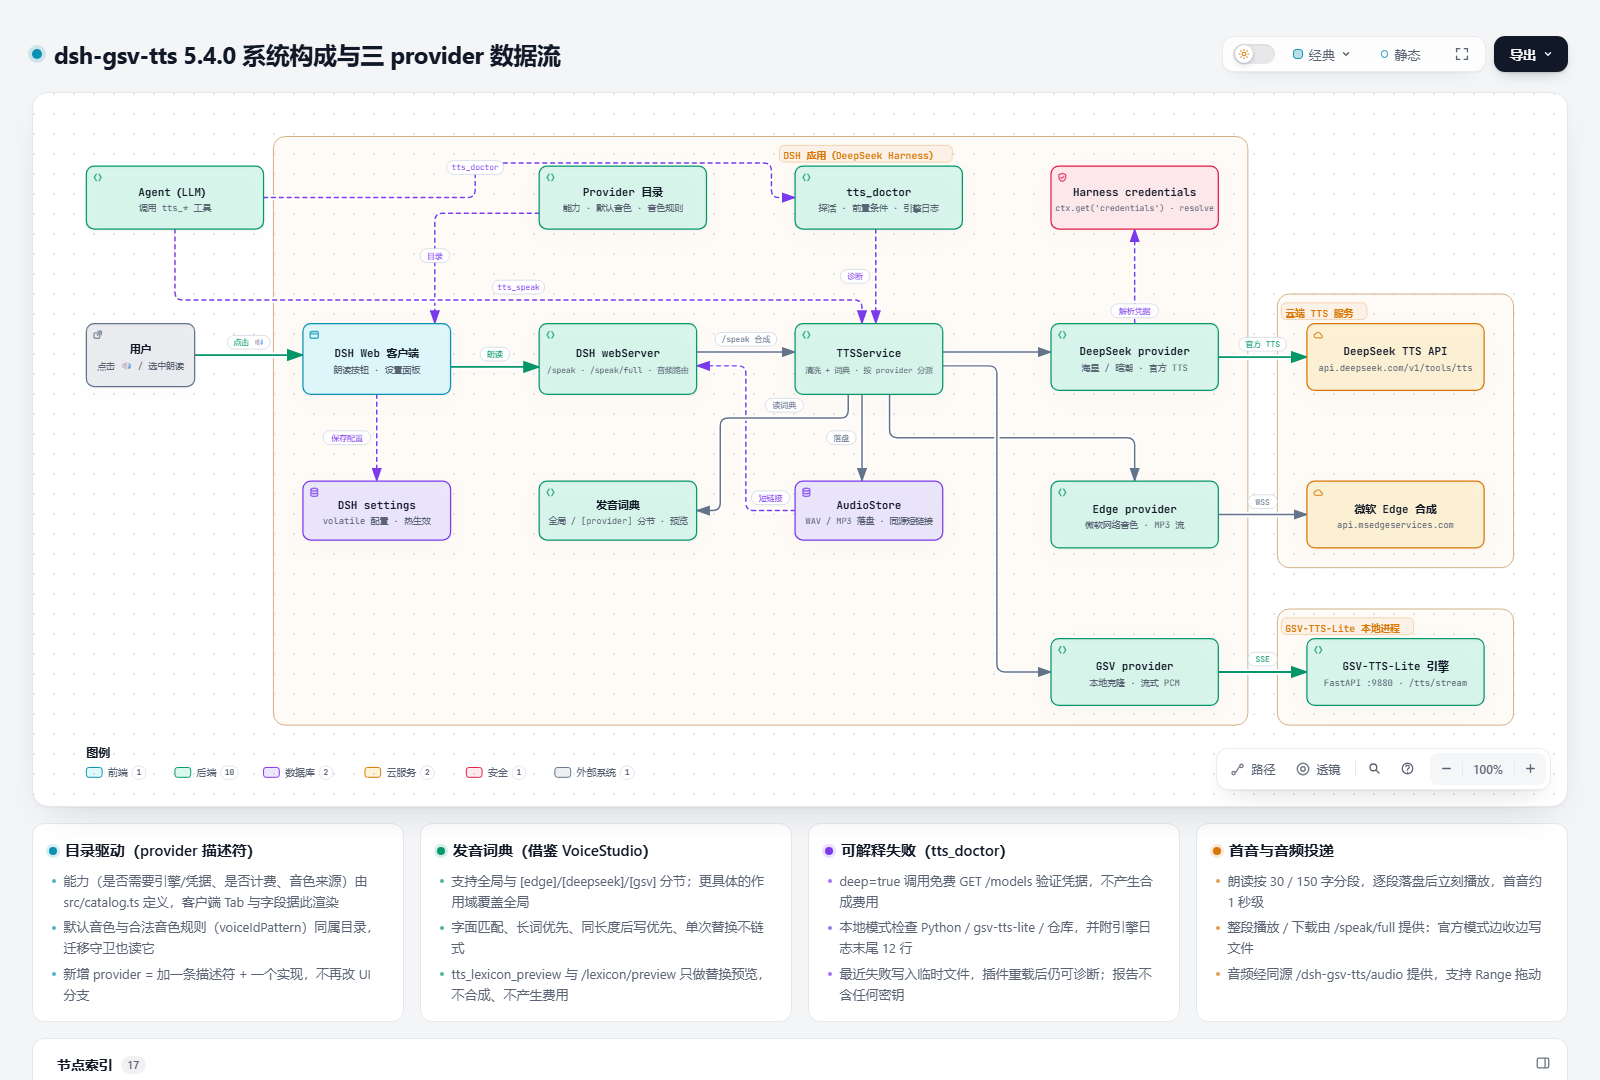 dsh-gsv-tts 5.4.0 系统构成与三 provider 数据流
经典
静态
导出
DSH 应用 (DeepSeek Harness)
tts_doctor
Agent (LLM)
调用 tts_* 工具
Provider 目录
能力 · 默认音色 · 音色规则
tts_doctor
探活 · 前置条件 · 引擎日志
Harness credentials
ctx.get('credentials') · resolve
目录
诊断
tts_speak
解析凭据
云端 TTS 服务
用户
点击 / 选中朗读
点击
DSH Web 客户端
朗读按钮 · 设置面板
朗读
DSH webServer
/speak · /speak/full · 音频路由
/speak 合成
TTSService
清洗 + 词典 · 按 provider 分派
DeepSeek provider
海星 / 暄潮 · 官方 TTS
官方 TTS
DeepSeek TTS API
api.deepseek.com/v1/tools/tts
读词典
保存配置
落盘
DSH settings
volatile 配置 · 热生效
发音词典
全局 / [provider] 分节 · 预览
短链接
AudioStore
WAV / MP3 落盘 · 同源短链接
Edge provider
微软网络音色 · MP3 流
WSS
微软 Edge 合成
api.msedgeservices.com
GSV-TTS-Lite 本地进程
GSV provider
本地克隆 · 流式 PCM
SSE
GSV-TTS-Lite 引擎
FastAPI :9880 · /tts/stream
图例
前端 1
后端 10
数据库 2
云服务 2
安全 1
外部系统 1
路径
透镜
− 100% +
目录驱动（provider 描述符）
能力（是否需要引擎/凭据、是否计费、音色来源）由
src/catalog.ts 定义，客户端 Tab 与字段据此渲染
默认音色与合法音色规则（voiceIdPattern）同属目录，
迁移守卫也读它
新增 provider = 加一条描述符 + 一个实现，不再改 UI
分支
发音词典（借鉴 VoiceStudio）
支持全局与 [edge]/[deepseek]/[gsv] 分节；更具体的作
用域覆盖全局
字面匹配、长词优先、同长度后写优先、单次替换不链
式
tts_lexicon_preview 与 /lexicon/preview 只做替换预览，
不合成、不产生费用
可解释失败（tts_doctor）
deep=true 调用免费 GET /models 验证凭据，不产生合
成费用
本地模式检查 Python / gsv-tts-lite / 仓库，并附引擎日
志末尾 12 行
最近失败写入临时文件，插件重载后仍可诊断；报告不
含任何密钥
首音与音频投递
朗读按 30 / 150 字分段，逐段落盘后立刻播放，首音约
1 秒级
整段播放 / 下载由 /speak/full 提供：官方模式边收边写
文件
音频经同源 /dsh-gsv-tts/audio 提供，支持 Range 拖动
节点索引 17